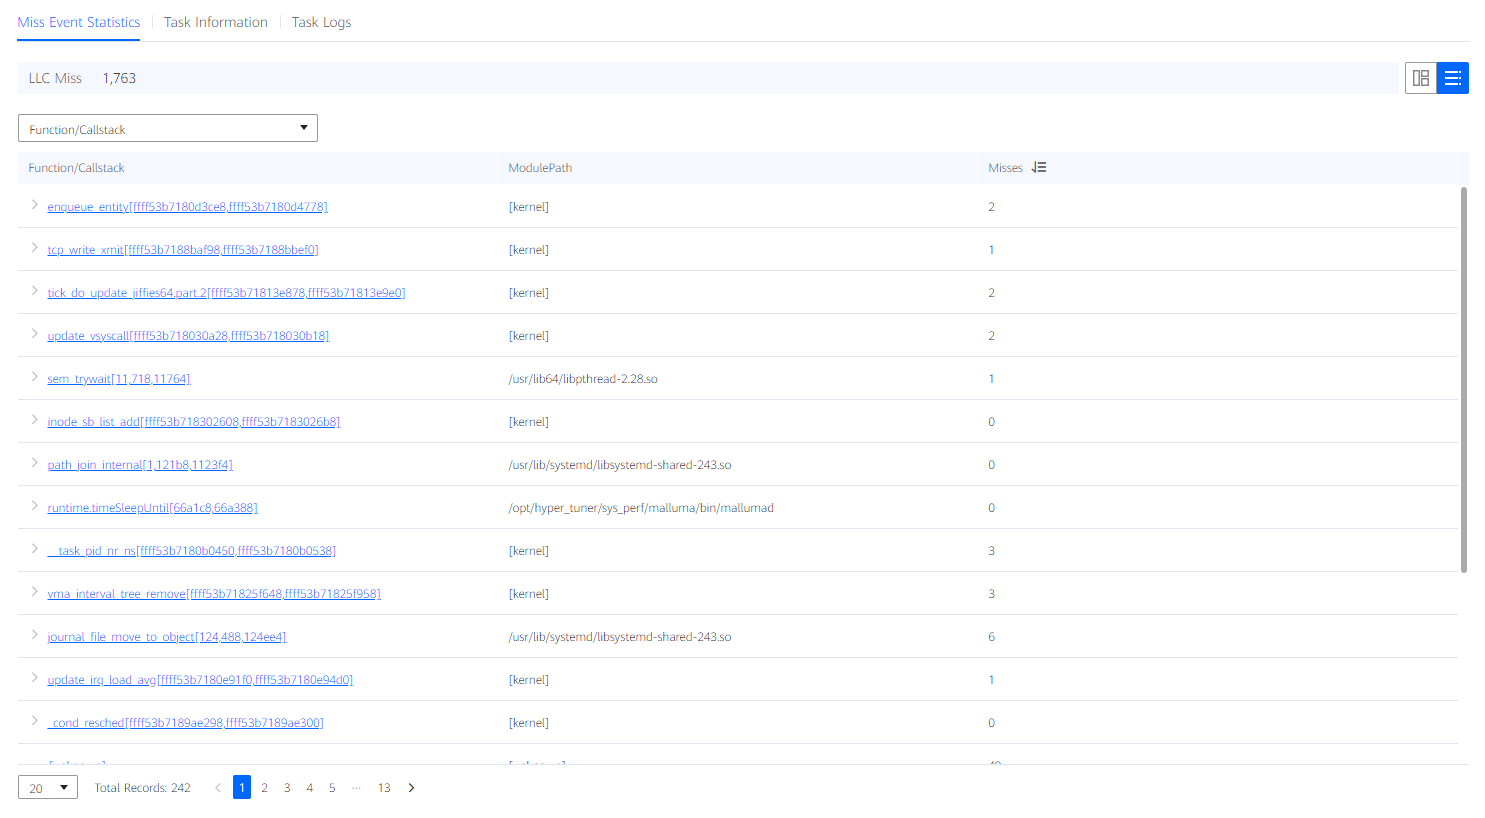 Miss Event Statistics Task Information Task Logs
LLC Miss 1,763
Function/Callstack
Function/Callstack ModulePath Misses
enqueue_entity[ffff53b7180d3ce8,ffff53b7180d4778] [kernel] 2
tcp_write_xmit[ffff53b7188baf98,ffff53b7188bbef0] [kernel] 1
tick_do_update_jiffies64.part.2[ffff53b71813e878,ffff53b71813e9e0] [kernel] 2
update_vsyscall[ffff53b718030a28,ffff53b718030b18] [kernel] 2
sem_trywait[11,718,11764] /usr/lib64/libpthread-2.28.so 1
inode_sb_list_add[ffff53b718302608,ffff53b7183026b8] [kernel] 0
path_join_internal[1,121b8,1123f4] /usr/lib/systemd/libsystemd-shared-243.so 0
runtime.timeSleepUntil[66a1c8,66a388] /opt/hyper_tuner/sys_perf/malluma/bin/mallumad 0
__task_pid_nr_ns[ffff53b7180b0450,ffff53b7180b0538] [kernel] 3
vma_interval_tree_remove[ffff53b71825f648,ffff53b71825f958] [kernel] 3
journal_file_move_to_object[124,488,124ee4] /usr/lib/systemd/libsystemd-shared-243.so 6
update_irq_load_avg[ffff53b7180e91f0,ffff53b7180e94d0] [kernel] 1
_cond_resched[ffff53b7189ae298,ffff53b7189ae300] [kernel] 0
20 Total Records: 242 1 2 3 4 5 ··· 13